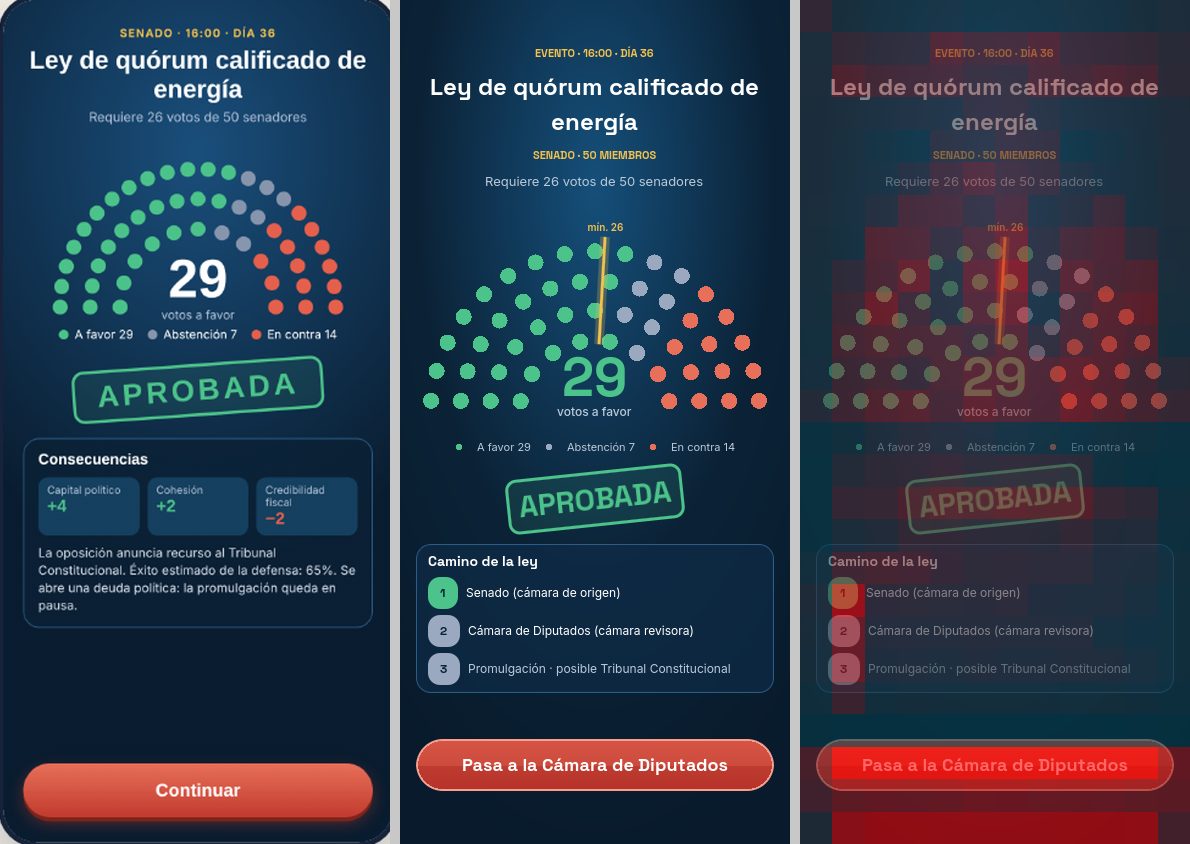 SENADO · 16:00 · DÍA 36
Ley de quórum calificado de
energía
Requiere 26 votos de 50 senadores
29
votos a favor
A favor 29 Abstención 7 En contra 14
APROBADA
Consecuencias
Capital político
+4
Cohesión
+2
Credibilidad
fiscal
−2
La oposición anuncia recurso al Tribunal
Constitucional. Éxito estimado de la defensa: 65%. Se
abre una deuda política: la promulgación queda en
pausa.
Continuar
EVENTO · 16:00 · DÍA 36
Ley de quórum calificado de
energía
SENADO · 50 MIEMBROS
Requiere 26 votos de 50 senadores
mín. 26
29
votos a favor
A favor 29 Abstención 7 En contra 14
APROBADA
Camino de la ley
1 Senado (cámara de origen)
2 Cámara de Diputados (cámara revisora)
3 Promulgación · posible Tribunal Constitucional
Pasa a la Cámara de Diputados
EVENTO · 16:00 · DÍA 36
Ley de quórum calificado de
energía
SENADO · 50 MIEMBROS
Requiere 26 votos de 50 senadores
mín. 26
29
votos a favor
A favor 29 Abstención 7 En contra 14
APROBADA
Camino de la ley
1 Senado (cámara de origen)
2 Cámara de Diputados (cámara revisora)
3 Promulgación · posible Tribunal Constitucional
Pasa a la Cámara de Diputados